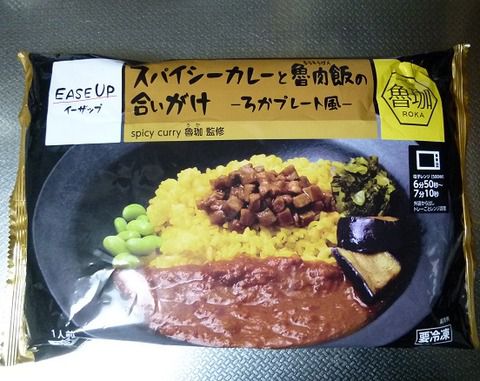 EASE UP
イーザップ
スパイシーカレーと魯肉飯の
合いがけ －ろかプレート風－
spicy curry 魯珈 監修
魯珈
ROKA
電子レンジ(500W)
6分50秒～
7分10秒
1人前
要冷凍